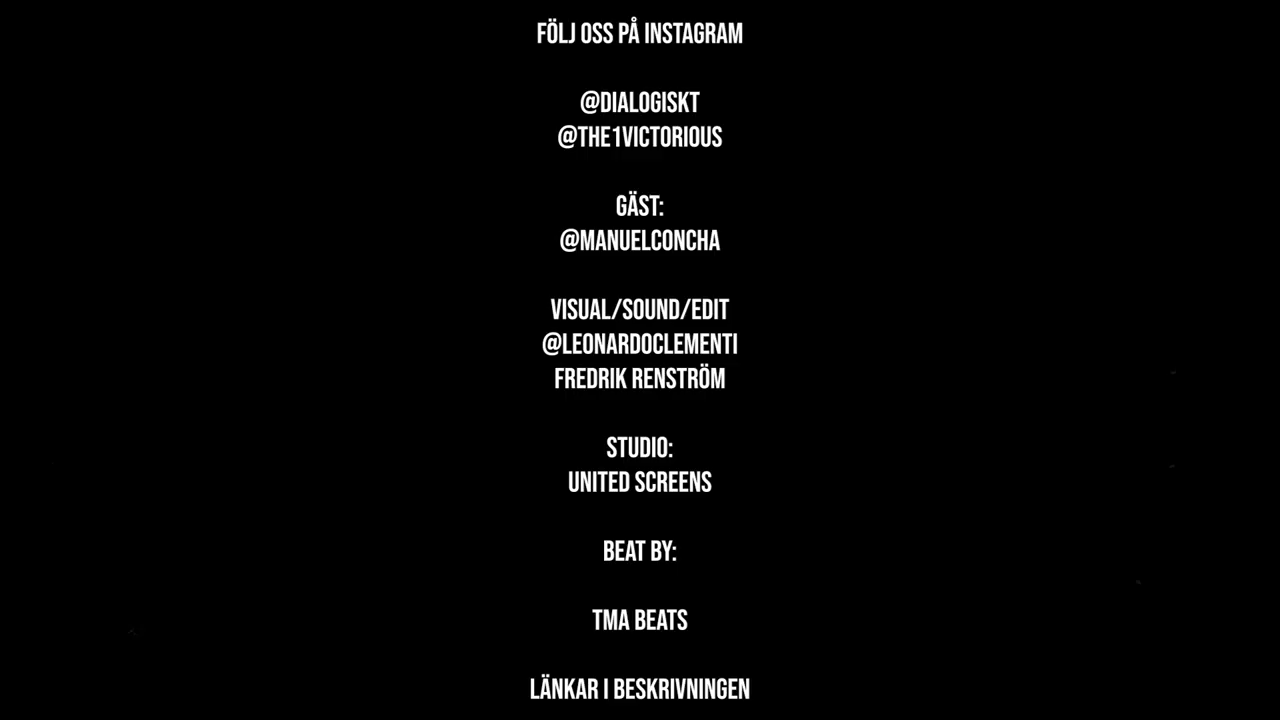 FÖLJ OSS PÅ INSTAGRAM
@DIALOGISKT
@THE1VICTORIOUS
GÄST:
@MANUELCONCHA
VISUAL/SOUND/EDIT
@LEONARDOCLEMENTI
FREDRIK RENSTRÖM
STUDIO:
UNITED SCREENS
BEAT BY:
TMA BEATS
LÄNKAR I BESKRIVNINGEN